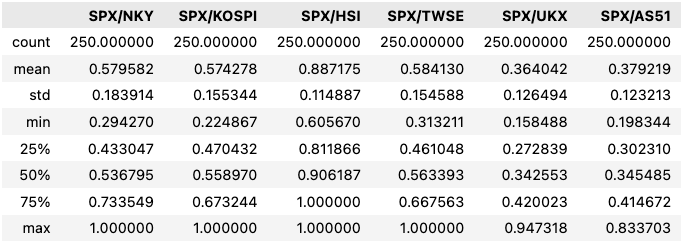 SPX/NKY SPX/KOSPI SPX/HSI SPX/TWSE SPX/UKX SPX/AS51
count 250.000000 250.000000 250.000000 250.000000 250.000000 250.000000
mean 0.579582 0.574278 0.887175 0.584130 0.364042 0.379219
std 0.183914 0.155344 0.114887 0.154588 0.126494 0.123213
min 0.294270 0.224867 0.605670 0.313211 0.158488 0.198344
25% 0.433047 0.470432 0.811866 0.461048 0.272839 0.302310
50% 0.536795 0.558970 0.906187 0.563393 0.342553 0.345485
75% 0.733549 0.673244 1.000000 0.667563 0.420023 0.414672
max 1.000000 1.000000 1.000000 1.000000 0.947318 0.833703